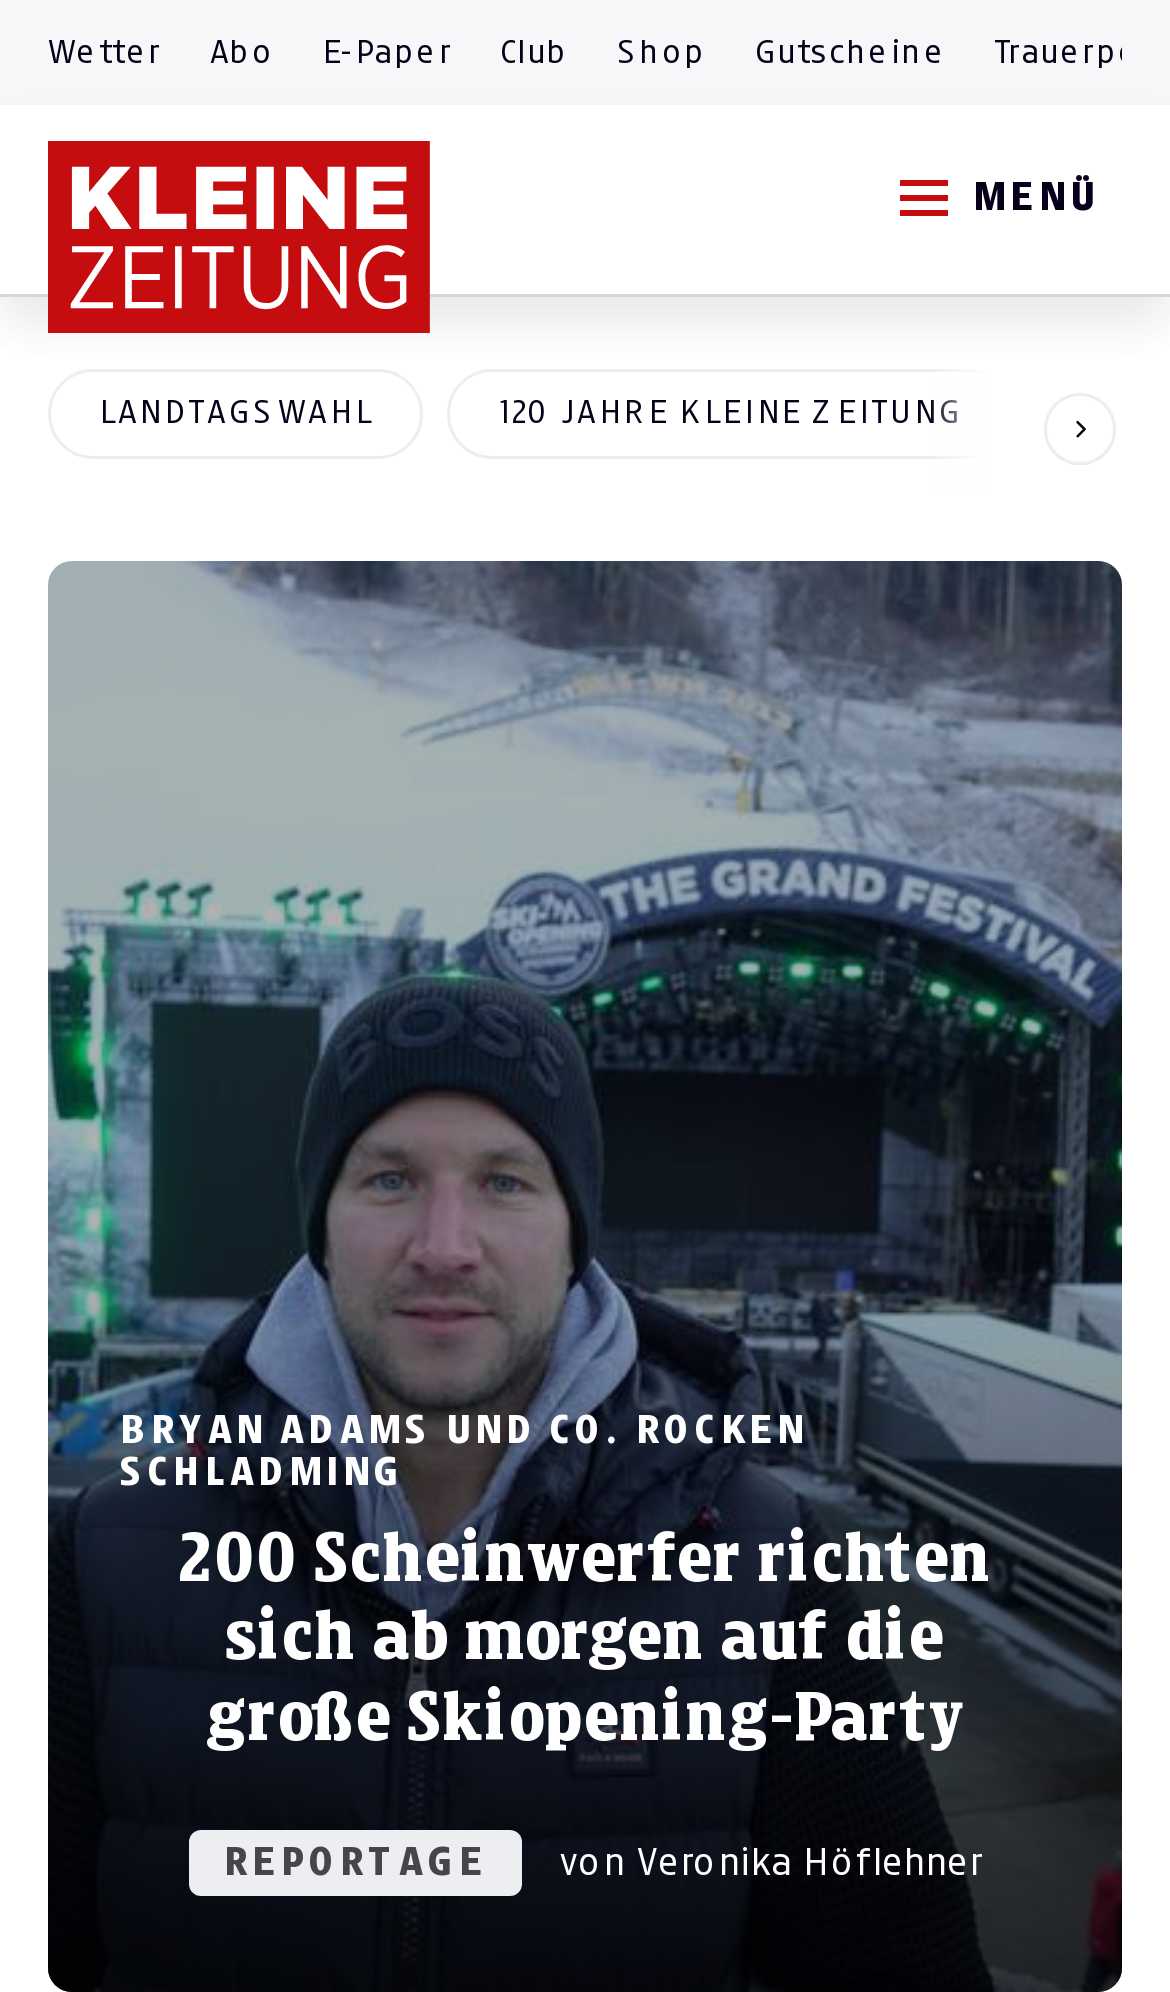 Wetter Abo E-Paper Club Shop Gutscheine
KLEINE
ZEITUNG
MENÜ
LANDTAGSWAHL 120 JAHRE KLEINE ZEITUNG
THE GRAND FESTIVAL
SKI-
OPENING
BOSS
BRYAN ADAMS UND CO. ROCKEN
SCHLADMING
200 Scheinwerfer richten
sich ab morgen auf die
große Skiopening-Party
REPORTAGE von Veronika Höflehner